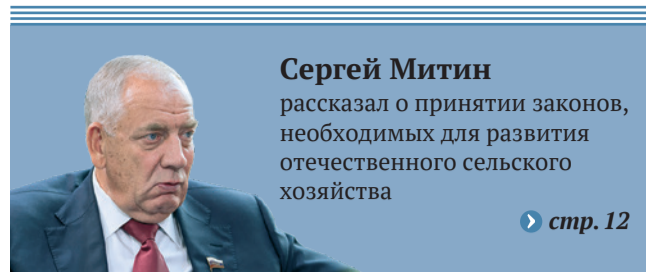 Сергей Митин
рассказал о принятии законов,
необходимых для развития
отечественного сельского
хозяйства
стр. 12